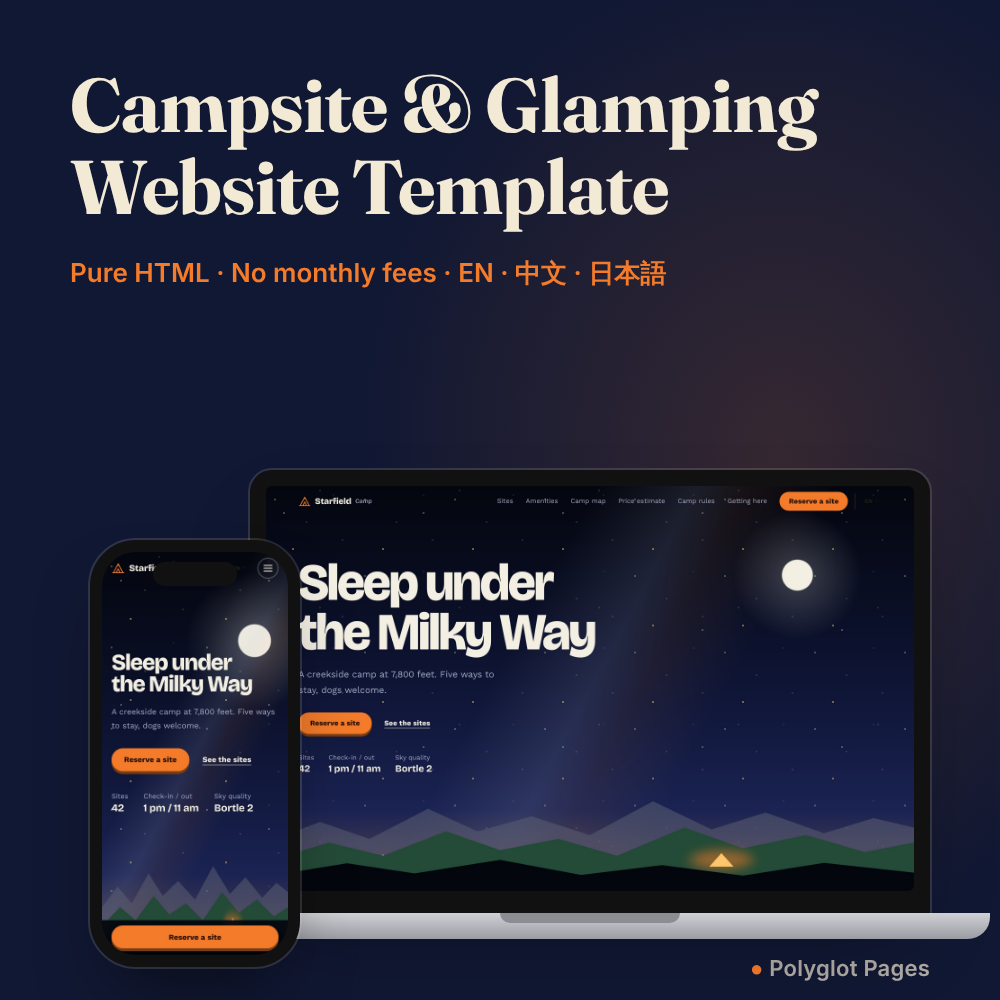 Campsite & Glamping
Website Template
Pure HTML · No monthly fees · EN · 中文 · 日本語
Starfield Camp
Sites Amenities Camp map Price estimate Camp rules Getting here Reserve a site
Sleep under
the Milky Way
A creekside camp at 7,800 feet. Five ways to
stay, dogs welcome.
Reserve a site See the sites
Sites Check-in / out Sky quality
42 1 pm / 11 am Bortle 2
Starfi
Sleep under
the Milky Way
A creekside camp at 7,800 feet. Five ways
to stay, dogs welcome.
Reserve a site See the sites
Sites Check-in / out Sky quality
42 1 pm / 11 am Bortle 2
Reserve a site
Polyglot Pages